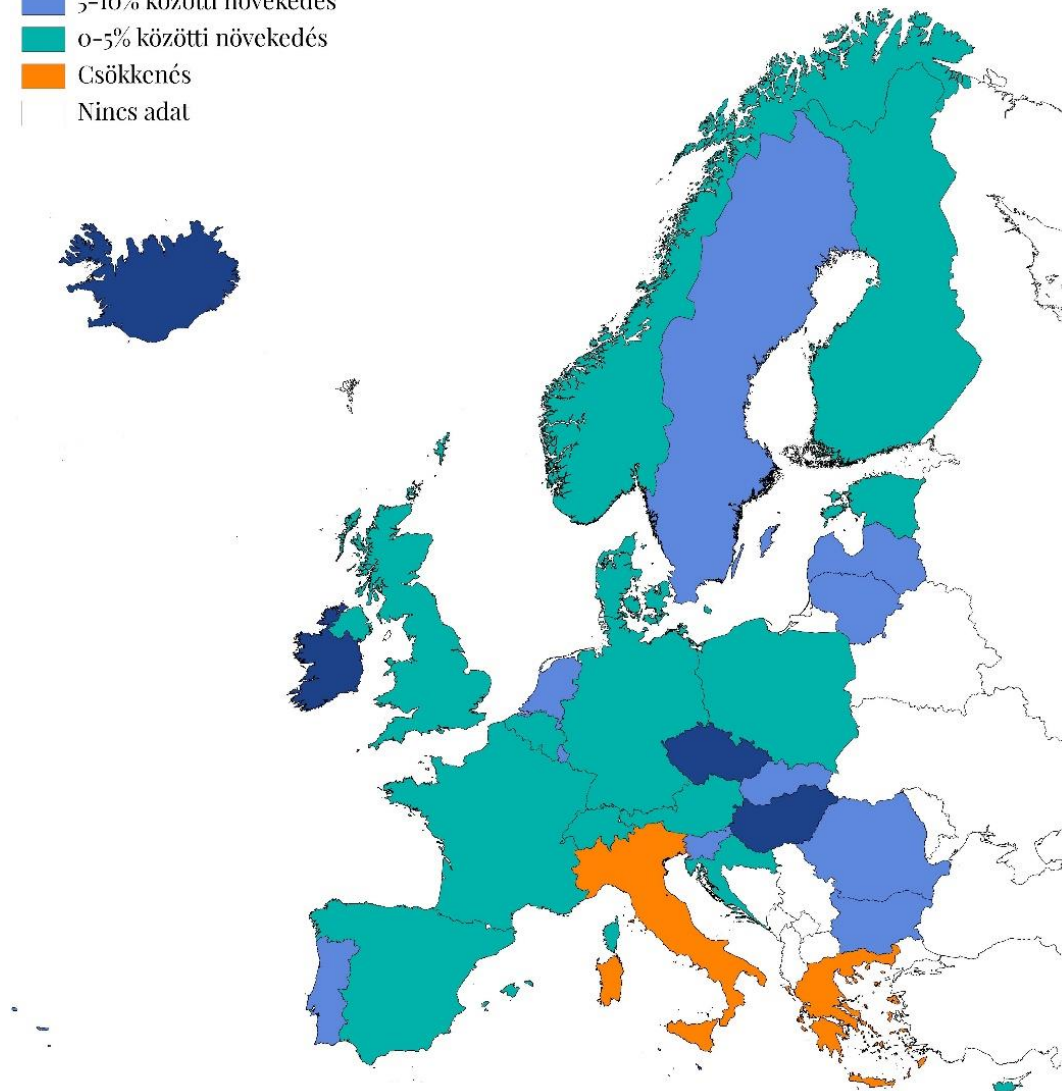 5-10% közötti növekedés
0-5% közötti növekedés
Csökkenés
Nincs adat